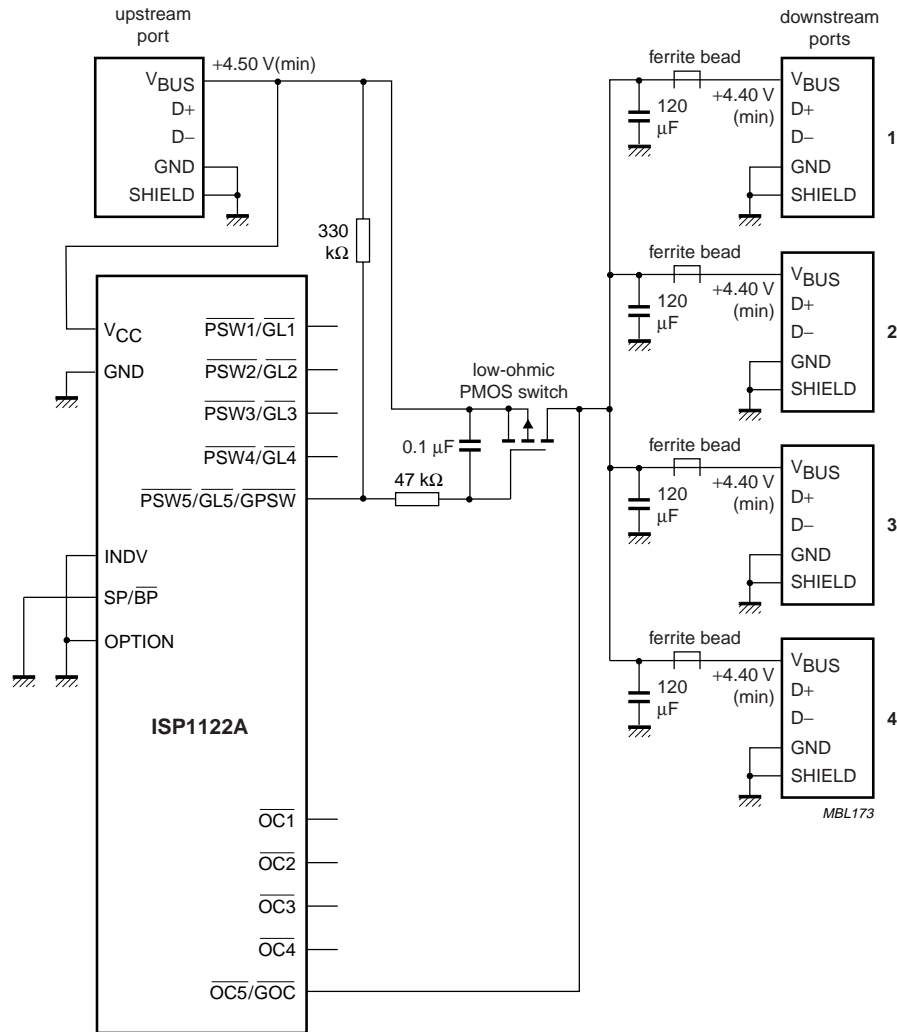 upstream
port
+4.50 V(min)
VBUS
D+
D−
GND
SHIELD
330
kΩ
VCC
GND
PSW1/GL1
PSW2/GL2
PSW3/GL3
PSW4/GL4
PSW5/GL5/GPSW
INDV
SP/BP
OPTION
ISP1122A
OC1
OC2
OC3
OC4
OC5/GOC
low-ohmic
PMOS switch
0.1 μF
47 kΩ
downstream
ports
ferrite bead
120
μF
+4.40 V
(min)
VBUS
D+
D−
GND
SHIELD
1
ferrite bead
120
μF
+4.40 V
(min)
VBUS
D+
D−
GND
SHIELD
2
ferrite bead
120
μF
+4.40 V
(min)
VBUS
D+
D−
GND
SHIELD
3
ferrite bead
120
μF
+4.40 V
(min)
VBUS
D+
D−
GND
SHIELD
4
MBL173